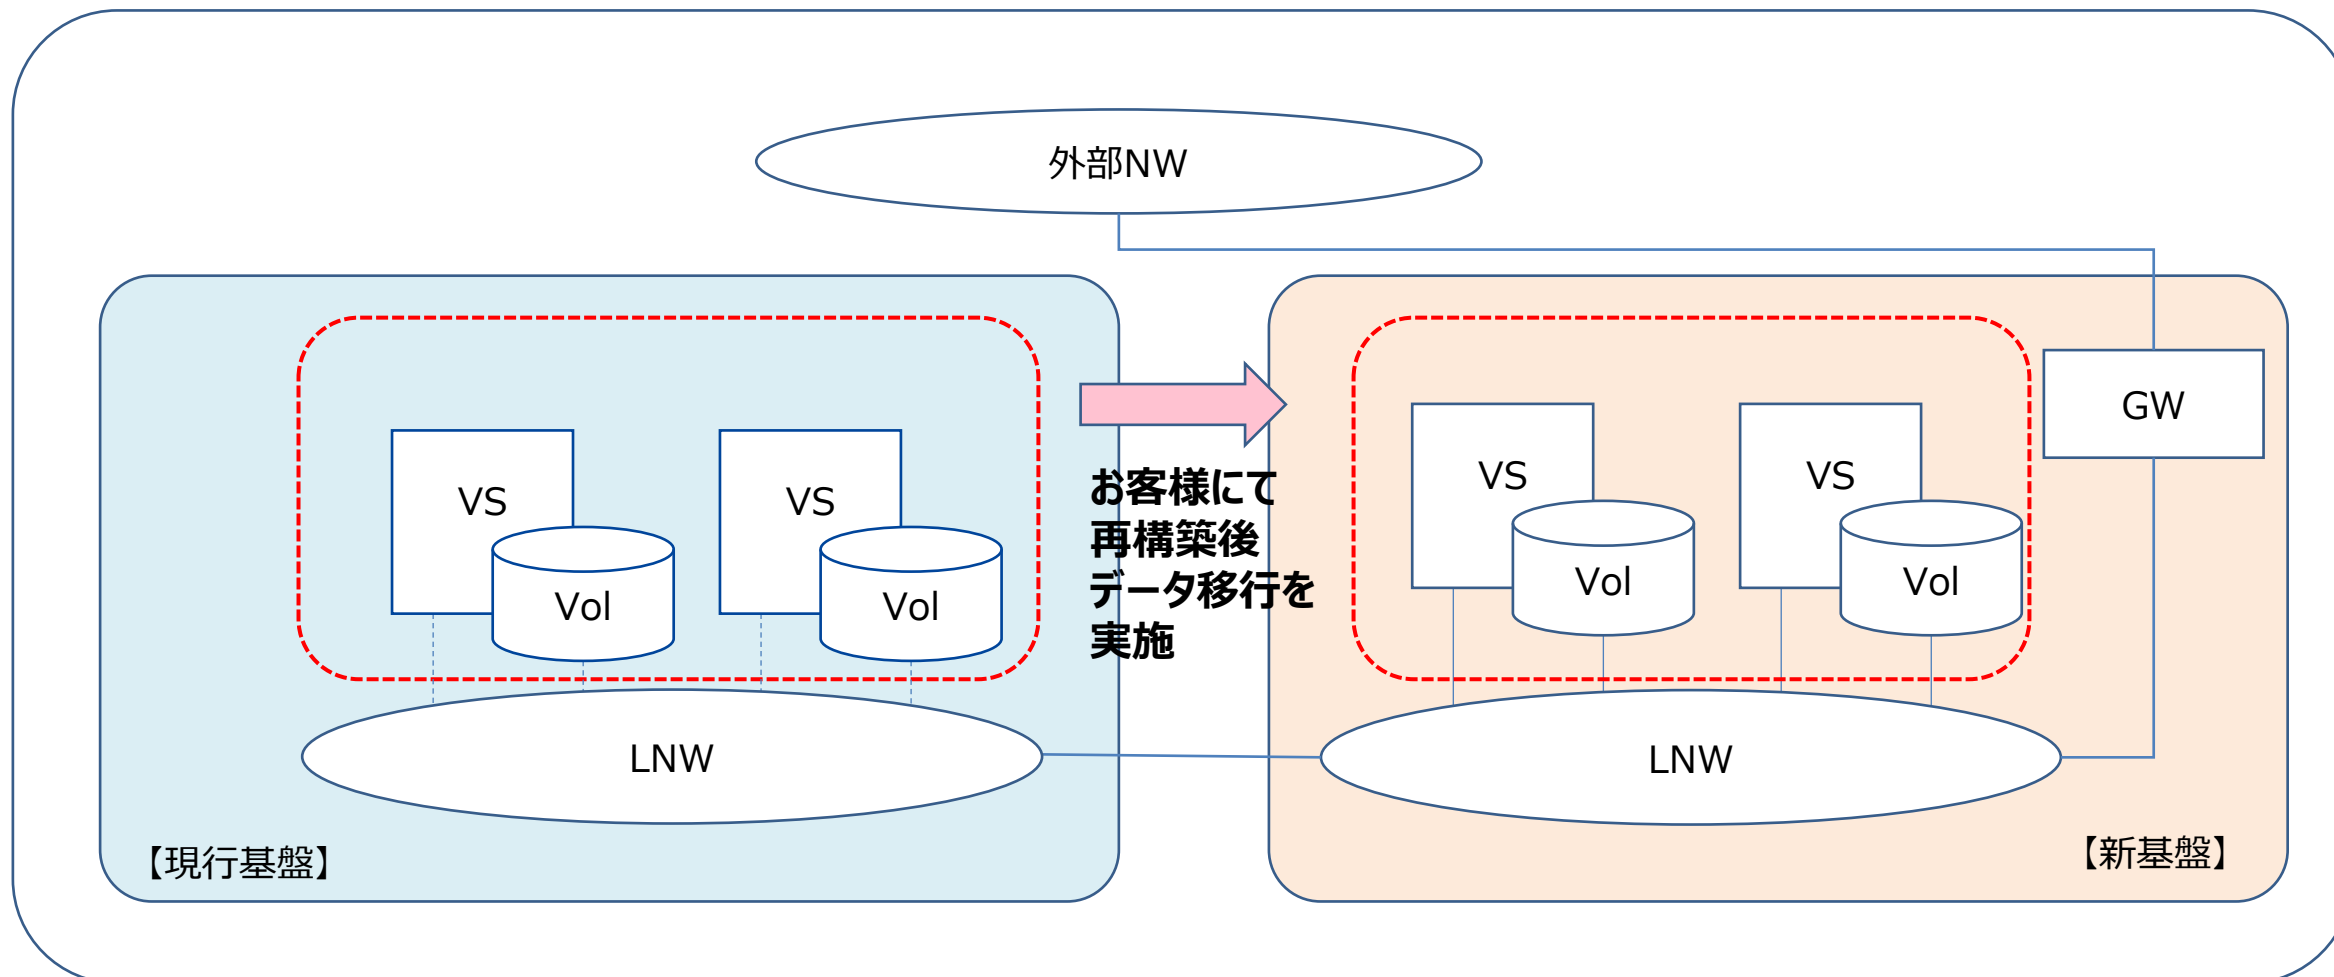 外部NW
VS
Vol
VS
Vol
LNW
【現行基盤】
お客様にて
再構築後
データ移行を
実施
VS
Vol
VS
Vol
GW
LNW
【新基盤】